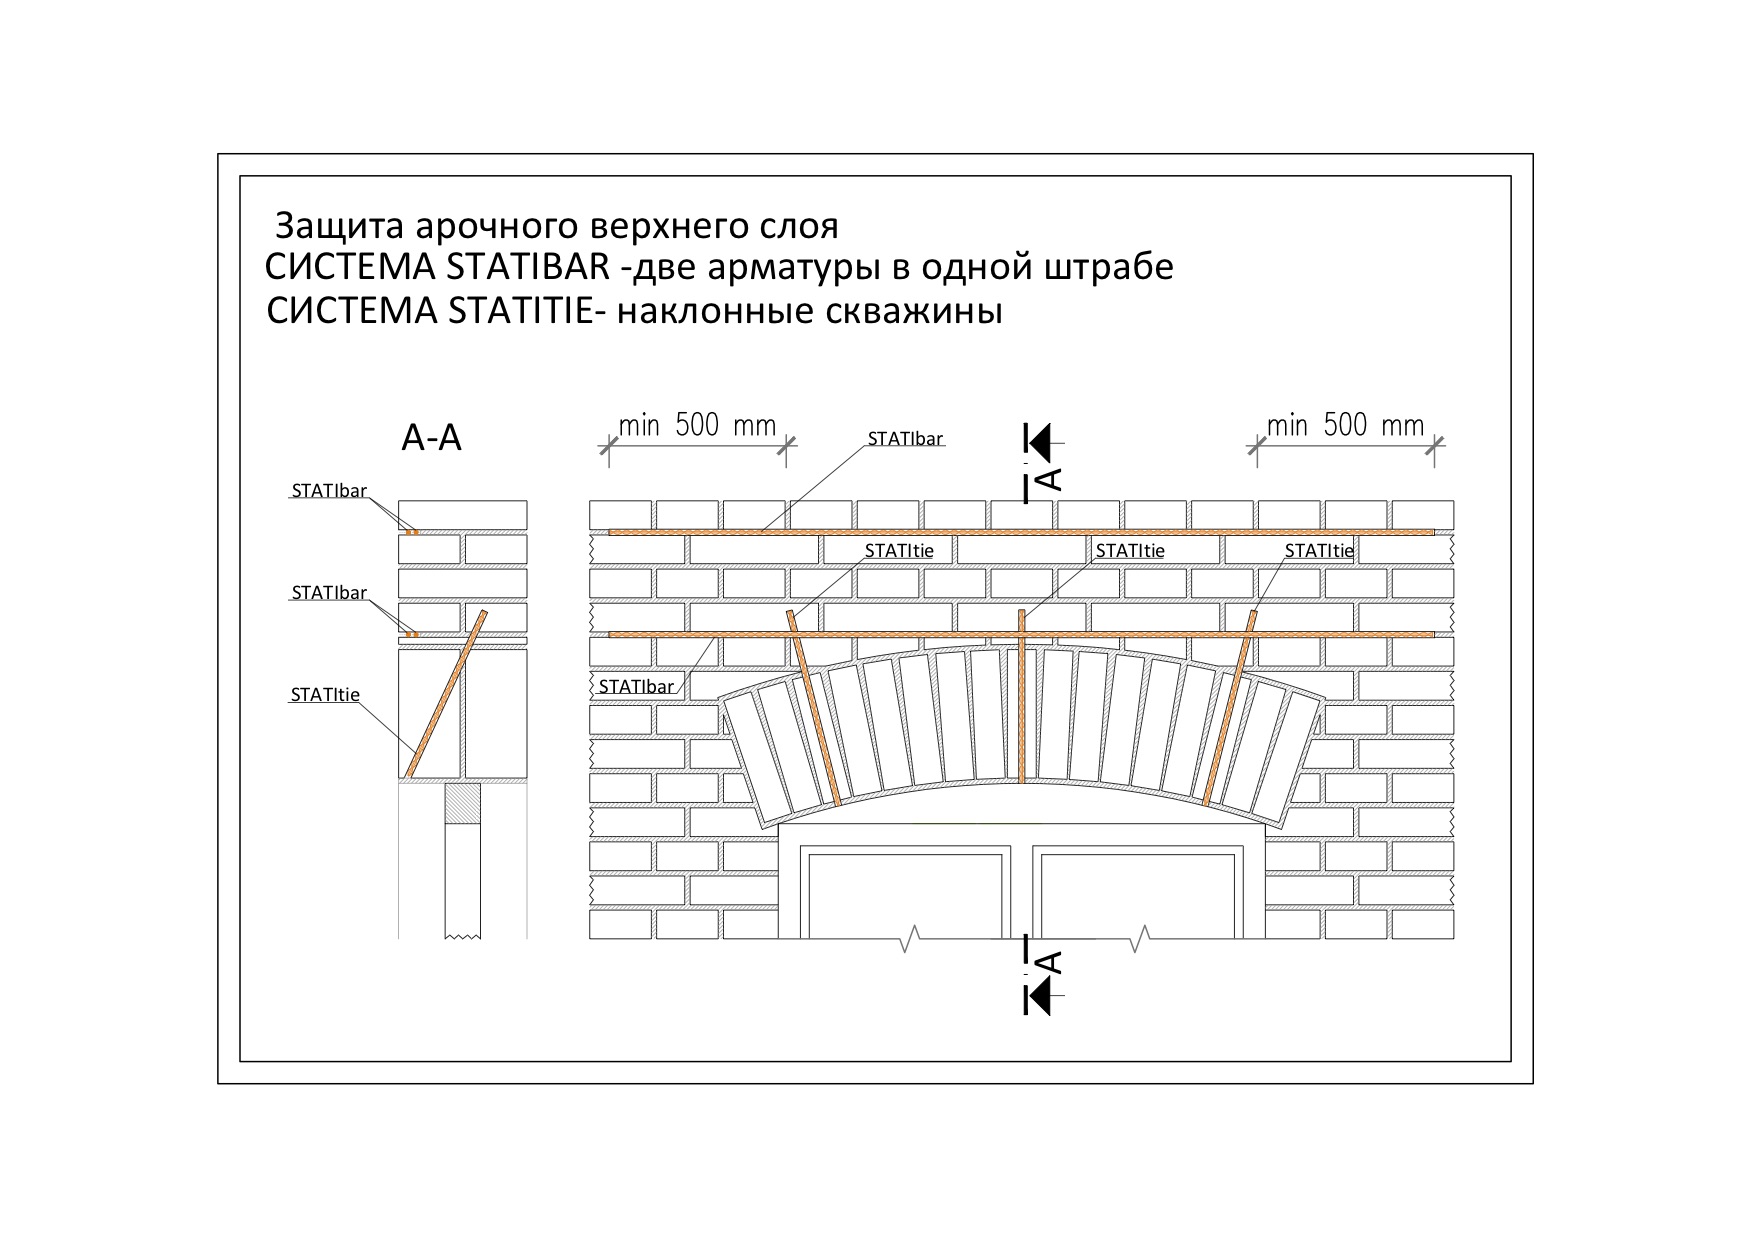 Защита арочного верхнего слоя
СИСТЕМА STATIBAR -две арматуры в одной штрабе
СИСТЕМА STATITIE- наклонные скважины
A-A
min 500 mm
STATIbar
min 500 mm
A
STATIbar
STATItie
STATItie
STATItie
STATIbar
STATIbar
STATItie
A